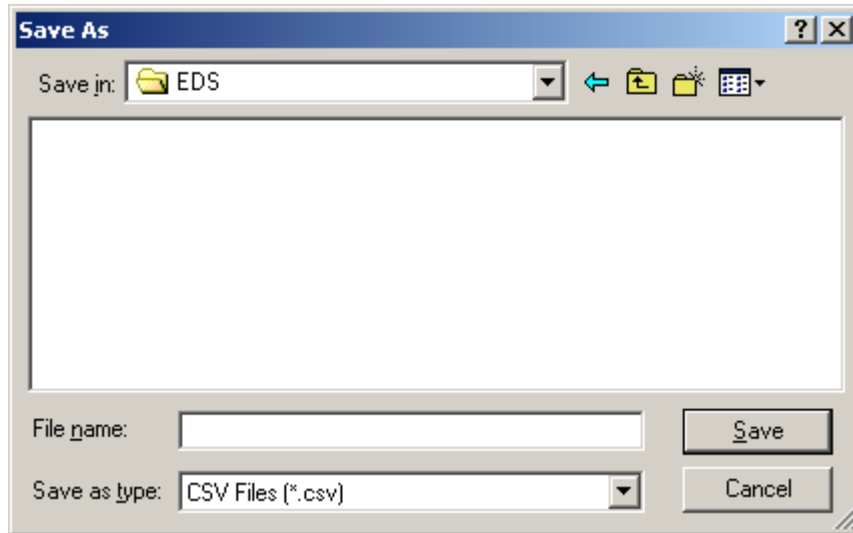 Save As
Save in: EDS
File name: Save
Save as type: CSV Files (*.csv) Cancel